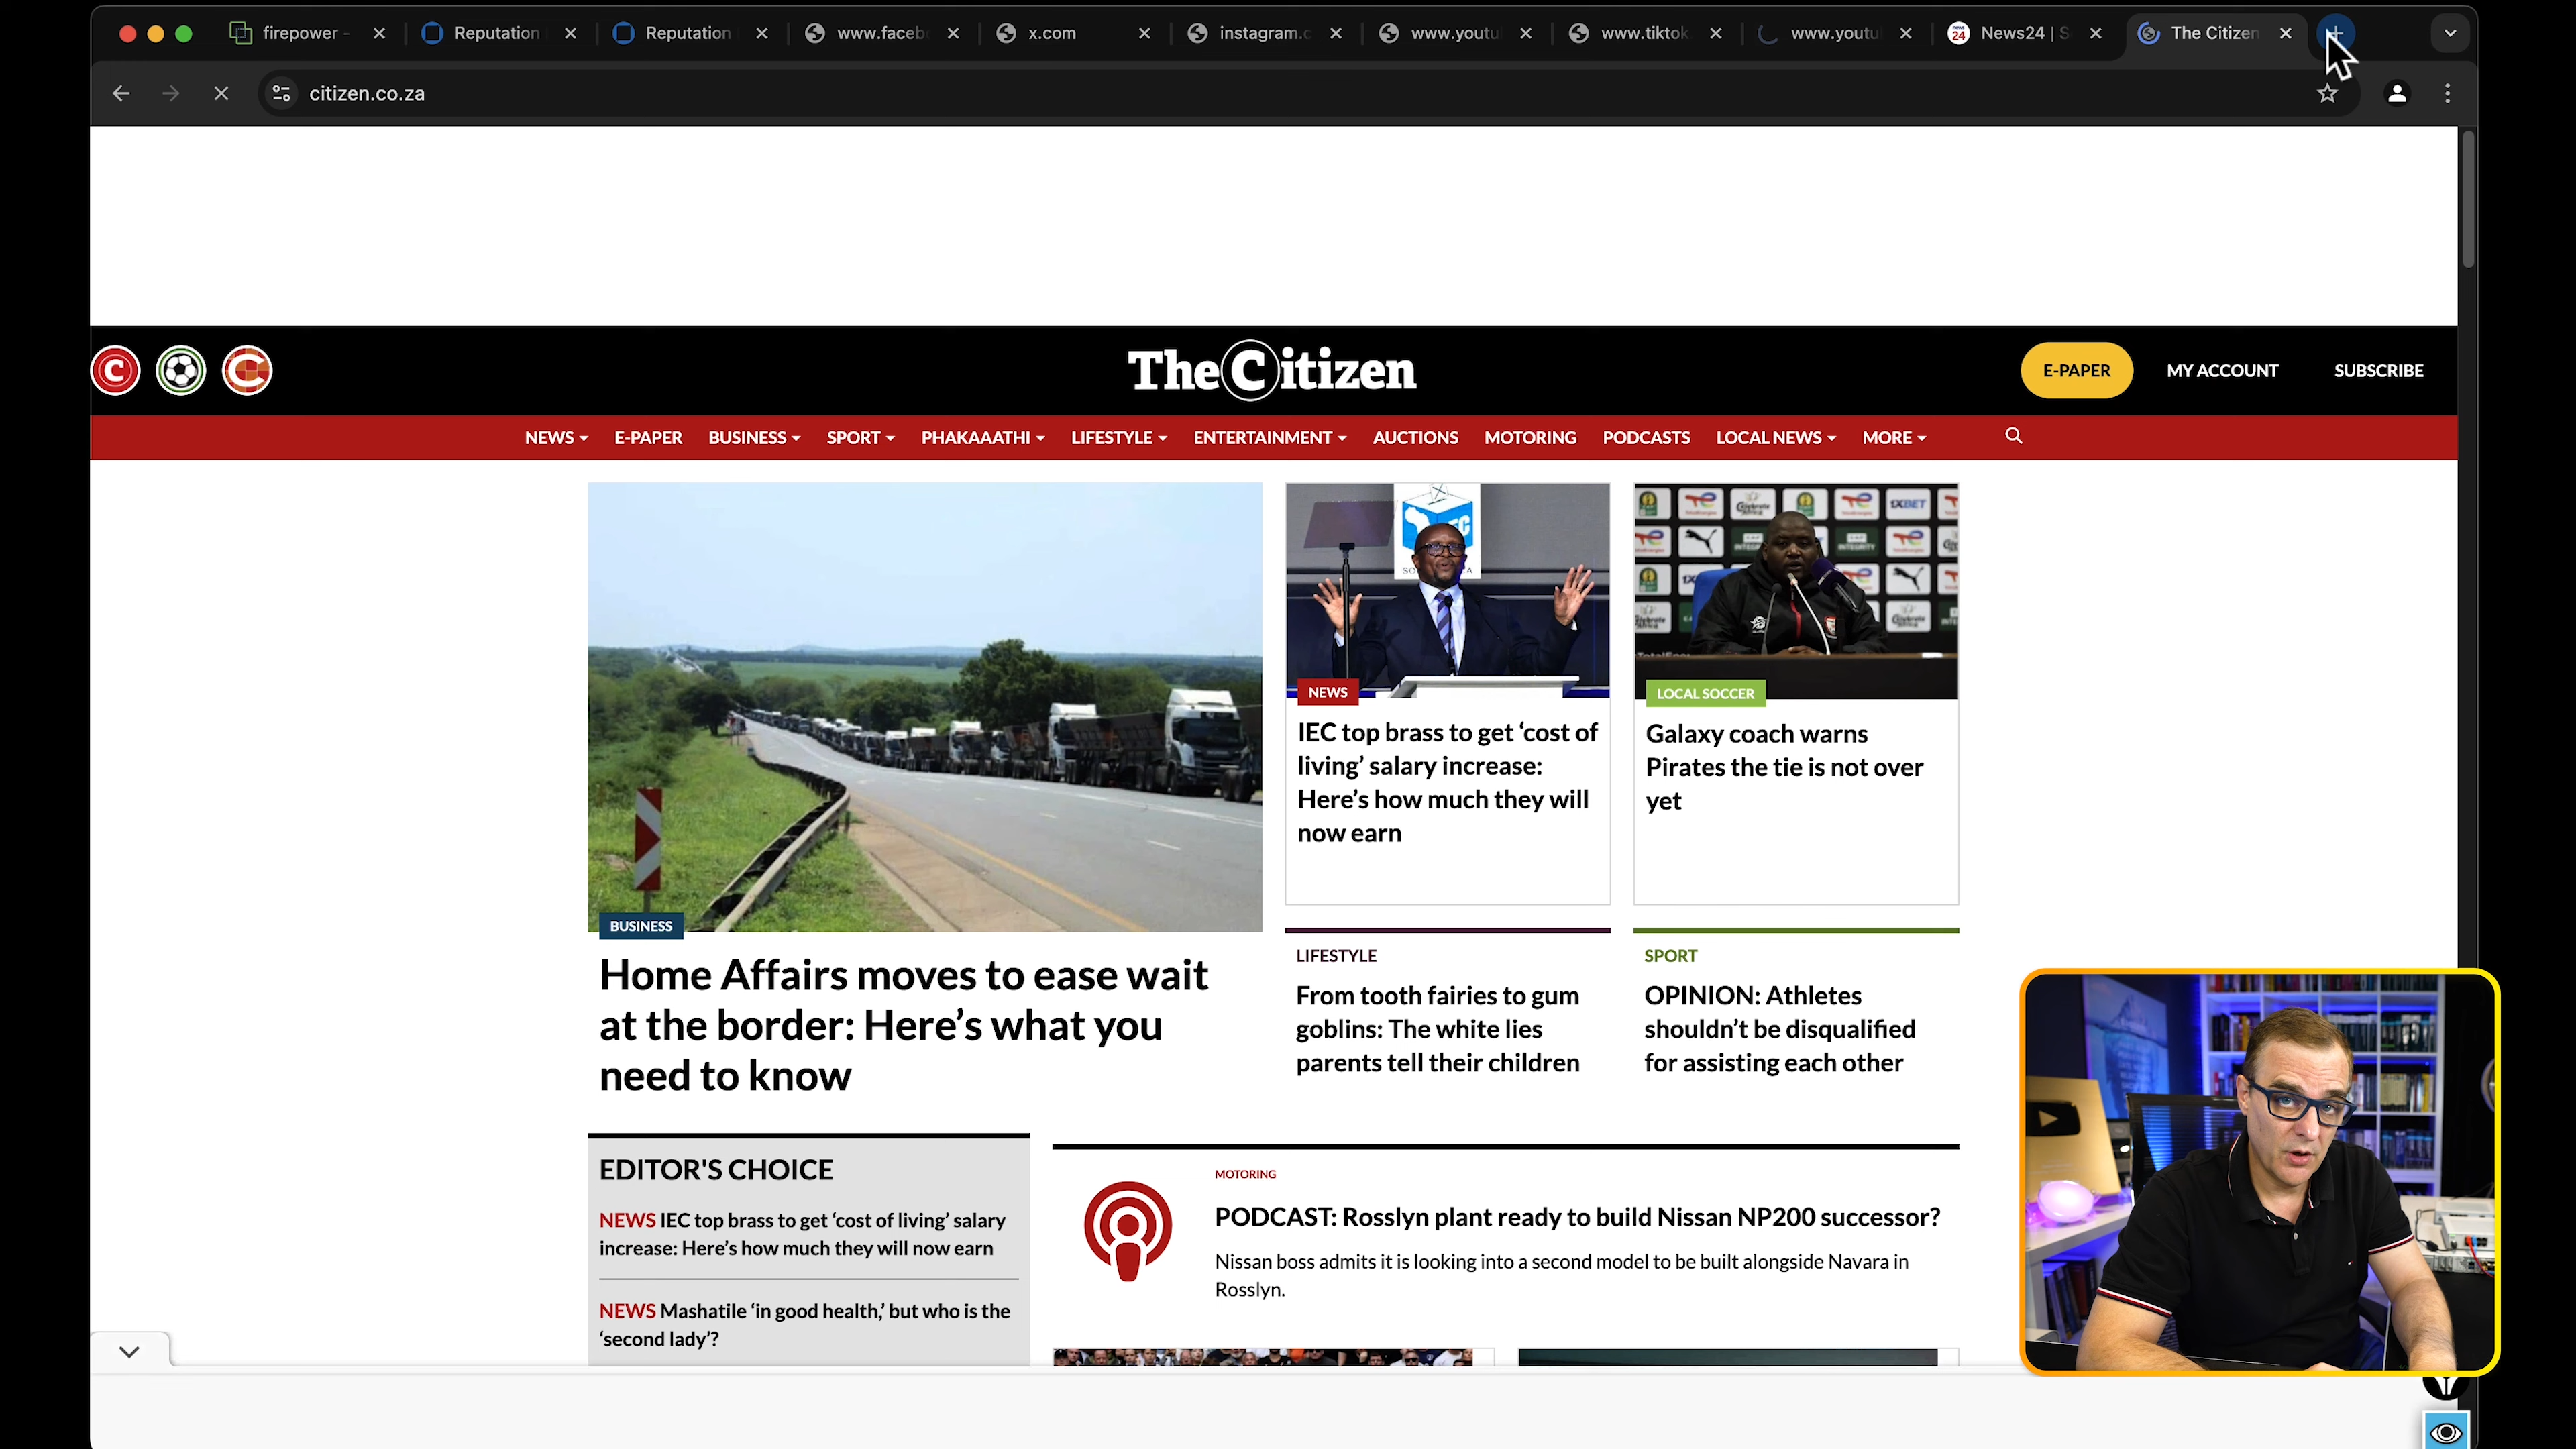 firepower -
Reputation
Reputation
www.faceb
x.com
instagram.c
www.youtu
www.tiktok
www.youtu
News24 | S
The Citizen
citizen.co.za
The Citizen
E-PAPER
MY ACCOUNT
SUBSCRIBE
NEWS
E-PAPER
BUSINESS
SPORT
PHAKAAATHI
LIFESTYLE
ENTERTAINMENT
AUCTIONS
MOTORING
PODCASTS
LOCAL NEWS
MORE
BUSINESS
Home Affairs moves to ease wait
at the border: Here’s what you
need to know
NEWS
IEC top brass to get ‘cost of
living’ salary increase:
Here’s how much they will
now earn
1XBET
LOCAL SOCCER
Galaxy coach warns
Pirates the tie is not over
yet
LIFESTYLE
From tooth fairies to gum
goblins: The white lies
parents tell their children
SPORT
OPINION: Athletes
shouldn’t be disqualified
for assisting each other
EDITOR'S CHOICE
NEWS IEC top brass to get ‘cost of living’ salary
increase: Here’s how much they will now earn
NEWS Mashatile ‘in good health,’ but who is the
‘second lady’?
MOTORING
PODCAST: Rosslyn plant ready to build Nissan NP200 successor?
Nissan boss admits it is looking into a second model to be built alongside Navara in
Rosslyn.